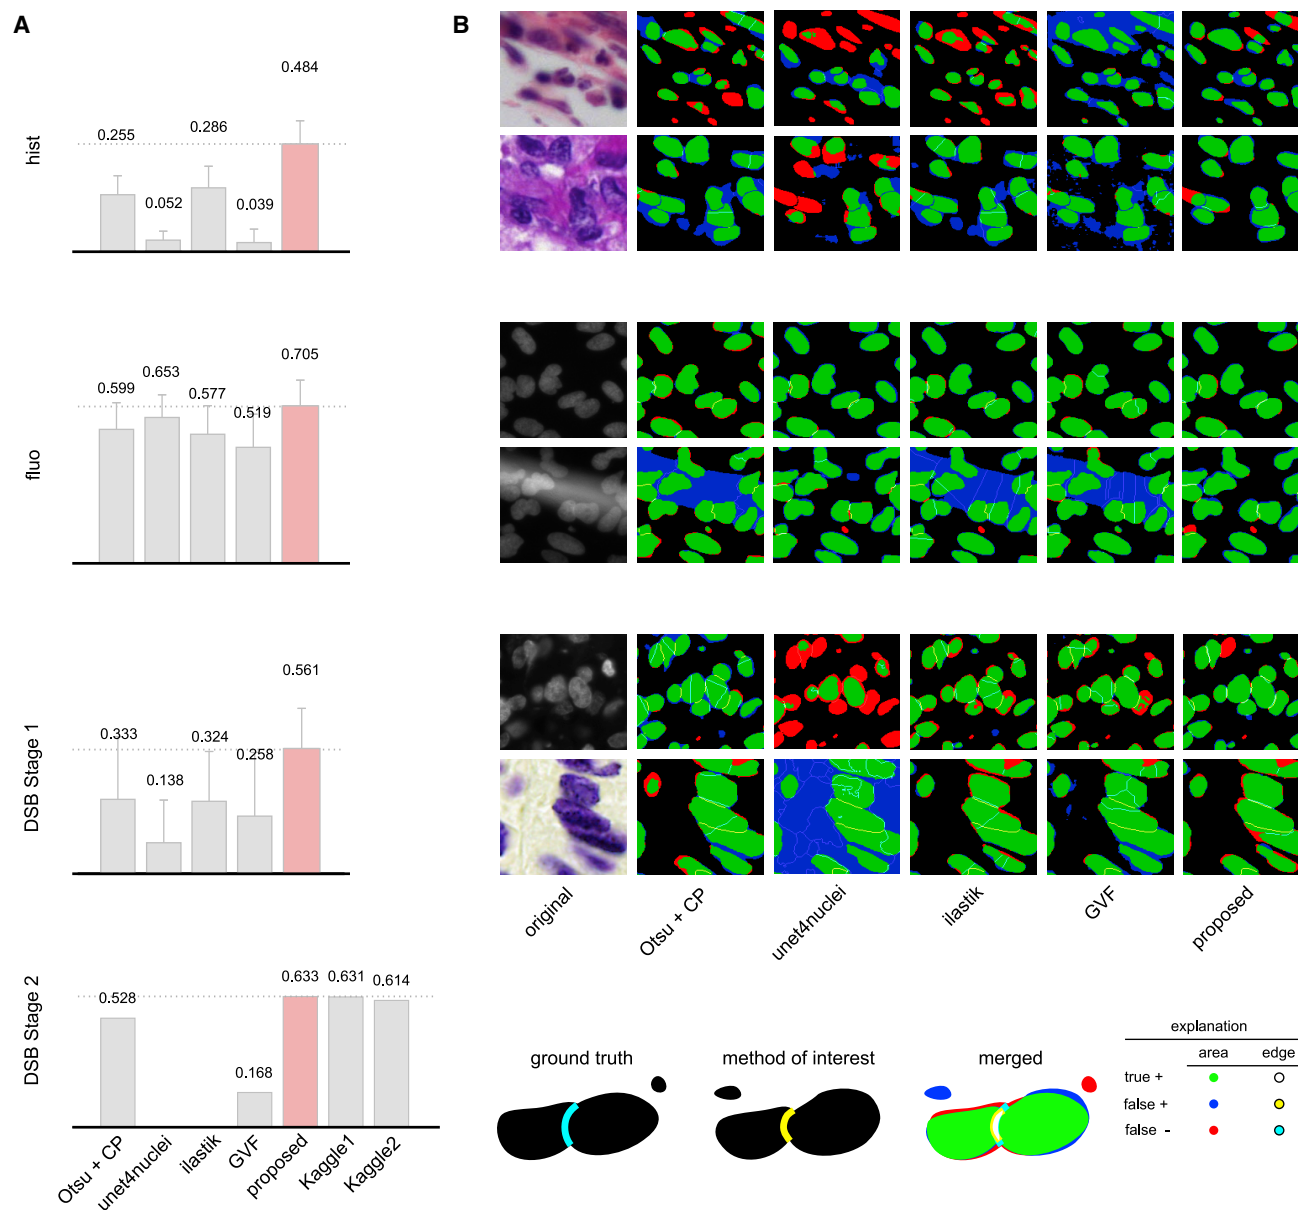 A
B
hist
0.255
0.052
0.286
0.039
0.484
fluo
0.599
0.653
0.577
0.519
0.705
DSB Stage 1
0.333
0.138
0.324
0.258
0.561
original
Otsu + CP
unet4nuclei
ilastik
GVF
proposed
DSB Stage 2
0.528
0.168
0.633
0.631
0.614
Otsu + CP
unet4nuclei
ilastik
GVF
proposed
Kaggle1
Kaggle2
ground truth
method of interest
merged
explanation
area edge
true +
false +
false -